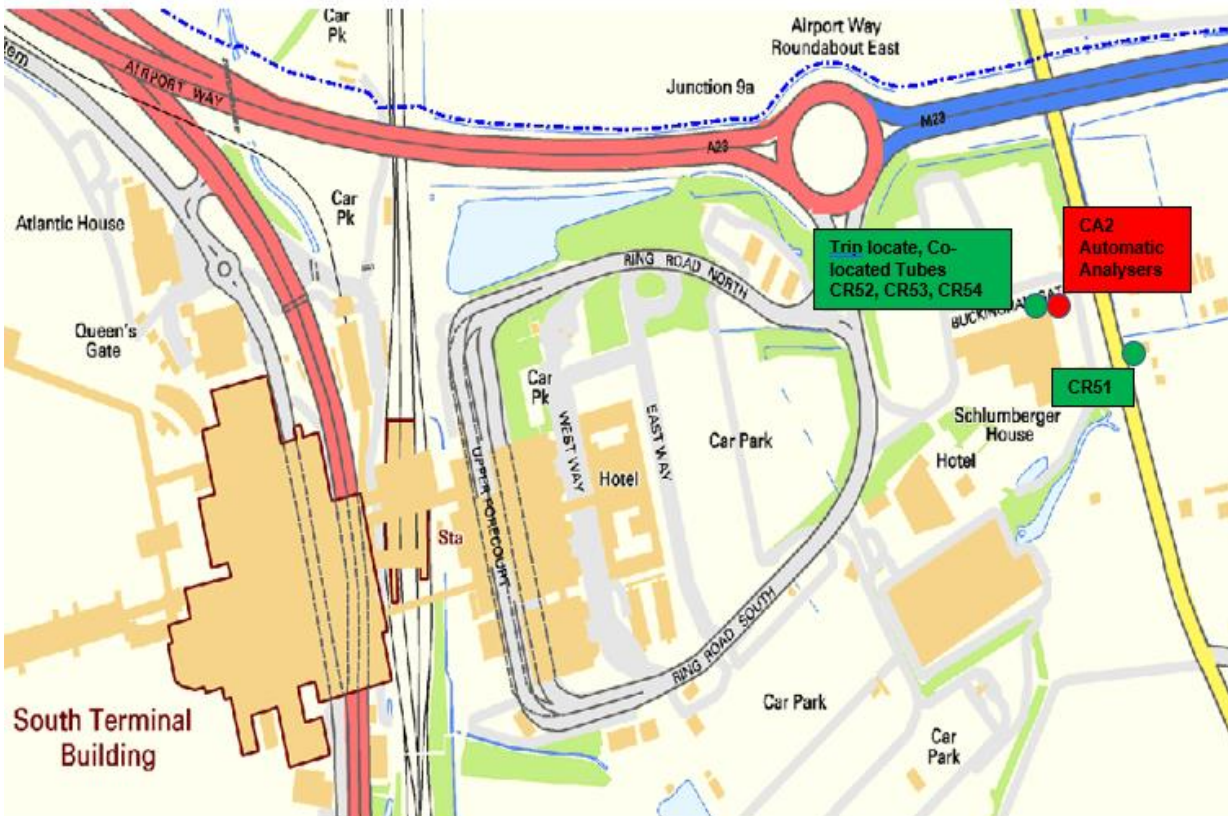 Car
Pk
Airport Way
Roundabout East
Junction 9a
AIRPORT WAY
A23
M23
Car
Pk
Atlantic House
Queen's
Gate
RING ROAD NORTH
Trip locate, Co-
located Tubes
CR52, CR53, CR54
CA2
Automatic
Analysers
CR51
Schlumberger
House
Hotel
Car
Pk
WEST WAY
EAST WAY
Car Park
UPPER FORECOURT
Hotel
Sta
RING ROAD SOUTH
South Terminal
Building
Car Park
Car
Park